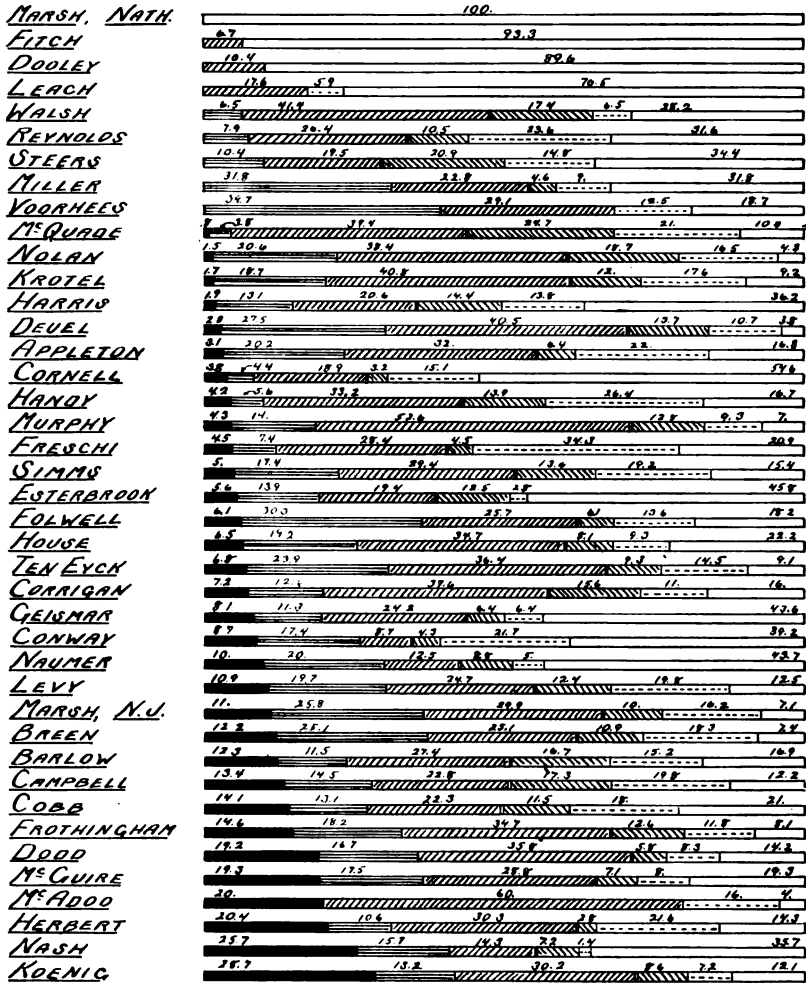 MARSH, NATH. 100.
FITCH 6.7 93.3
DOOLEY 10.4 89.6
LEACH 17.6 5.9 76.5
WALSH 6.5 41.4 17.4 6.5 28.2
REYNOLDS 7.9 26.4 10.5 23.6 31.6
STEERS 10.4 19.5 20.9 14.8 34.4
MILLER 31.8 22.8 4.6 9. 31.8
VOORHEES 34.7 29.1 12.5 18.7
McQUADE 3.8 39.4 24.7 21. 10.
NOLAN 1.5 20.6 38.4 18.7 16.5 4.3
KROTEL 1.7 18.7 40.8 12. 17.6 9.2
HARRIS 1.9 13.1 20.6 14.4 13.8 36.2
DEUEL 2.8 27.5 40.5 13.7 10.7 3.8
APPLETON 3.1 20.2 32. 6.4 22. 16.8
CORNELL 3.8 4.4 18.9 3.2 15.1 54.6
HANDY 4.2 5.6 33.2 13.9 26.4 16.7
MURPHY 4.3 14. 53.6 12.8 9.3 7.
FRESCHI 4.5 7.4 28.4 4.5 34.3 20.9
SIMMS 5. 17.4 29.4 13.6 19.2 15.4
ESTERBROOK 5.6 13.9 19.4 12.5 2.8 45.8
FOLWELL 6.1 30.3 25.7 6.1 13.6 18.2
HOUSE 6.5 19.2 34.7 8.1 9.3 22.2
TEN EYCK 6.8 23.9 36.4 9.3 14.5 9.1
CORRIGAN 7.2 37.6 15.6 11. 16.
GEISMAR 8.1 11.3 24.2 6.4 6.4 43.6
CONWAY 8.7 17.4 8.7 4.3 21.7 39.2
NAUMER 10. 20. 12.5 8.8 5. 43.7
LEVY 10.9 19.7 24.7 12.4 19.8 12.5
MARSH, N.J. 11. 25.8 29.9 10. 16.2 7.1
BREEN 12.2 25.1 25.1 10.9 18.3 7.4
BARLOW 12.3 11.5 27.4 16.7 15.2 16.9
CAMPBELL 13.4 14.5 22.8 17.3 19.8 12.2
COBB 14.1 13.1 22.3 11.5 18. 21.
FROTHINGHAM 14.6 18.2 34.7 12.6 11.8 8.1
DODD 19.2 16.7 35.8 5.8 8.3 14.2
McGUIRE 19.3 17.5 28.8 7.1 8. 19.3
McADOO 20. 60. 16. 4.
HERBERT 20.4 10.6 30.3 2.8 21.6 14.3
NASH 25.7 15.7 14.3 7.2 1.4 35.7
KOENIG 28.7 13.2 30.2 8.6 7.2 12.1